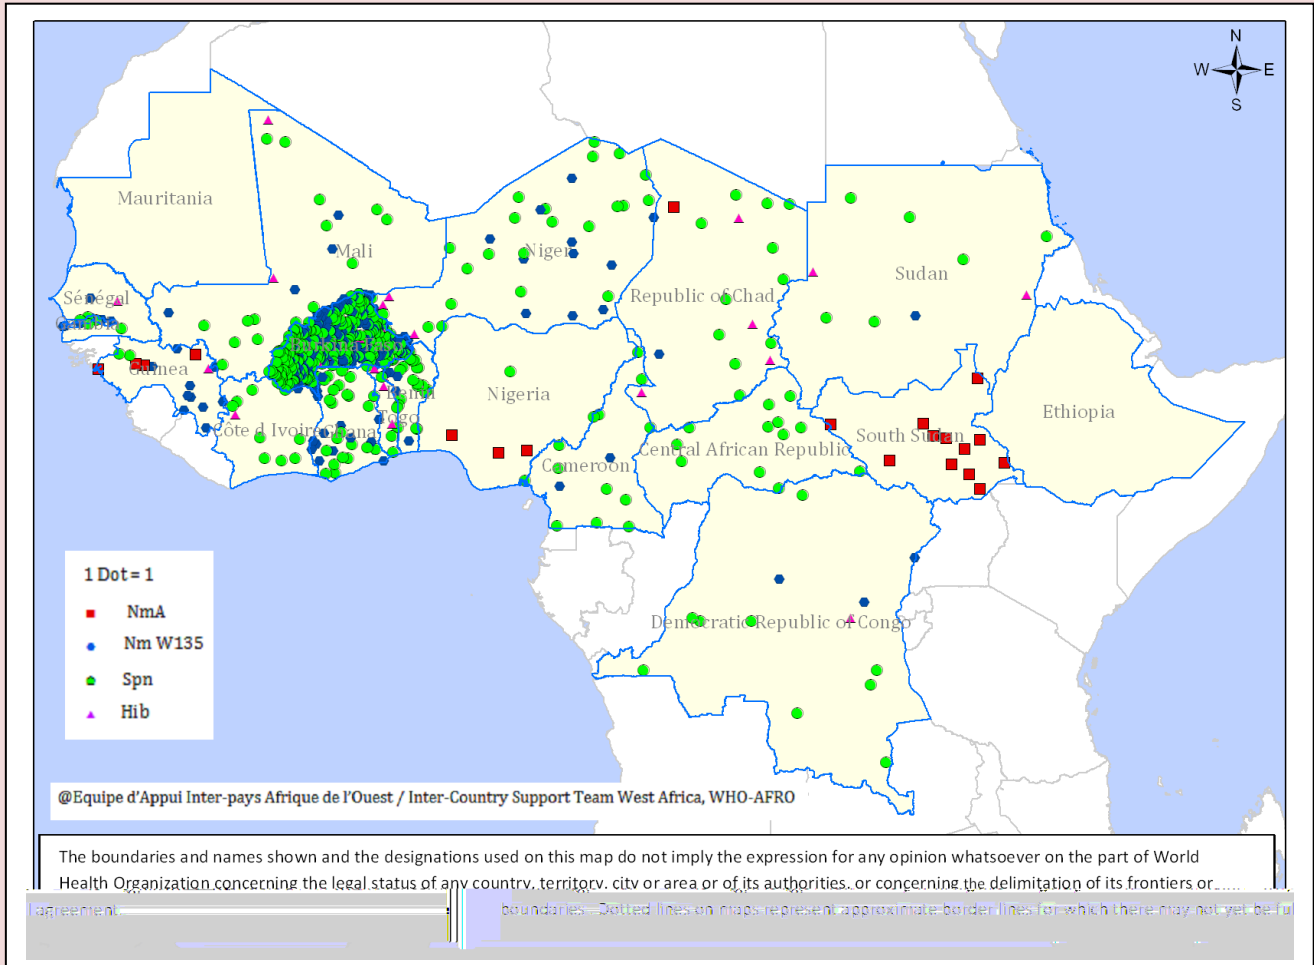 N
W E
S
Mauritania
Mali
Niger
Sudan
Sénégal
Gambia
Republic of Chad
Guinea
Nigeria
Benin
Togo
Ethiopia
Côte d Ivoire
Ghana
South Sudan
Central African Republic
Cameroon
Democratic Republic of Congo
1 Dot = 1
NmA
Nm W135
Spn
Hib
@Equipe d'Appui Inter-pays Afrique de l'Ouest / Inter-Country Support Team West Africa, WHO-AFRO
The boundaries and names shown and the designations used on this map do not imply the expression for any opinion whatsoever on the part of World
Health Organization concerning the legal status of any country, territory, city or area or of its authorities, or concerning the delimitation of its frontiers or
agreement boundaries. Dotted lines on maps represent approximate border lines for which there may not yet be ful